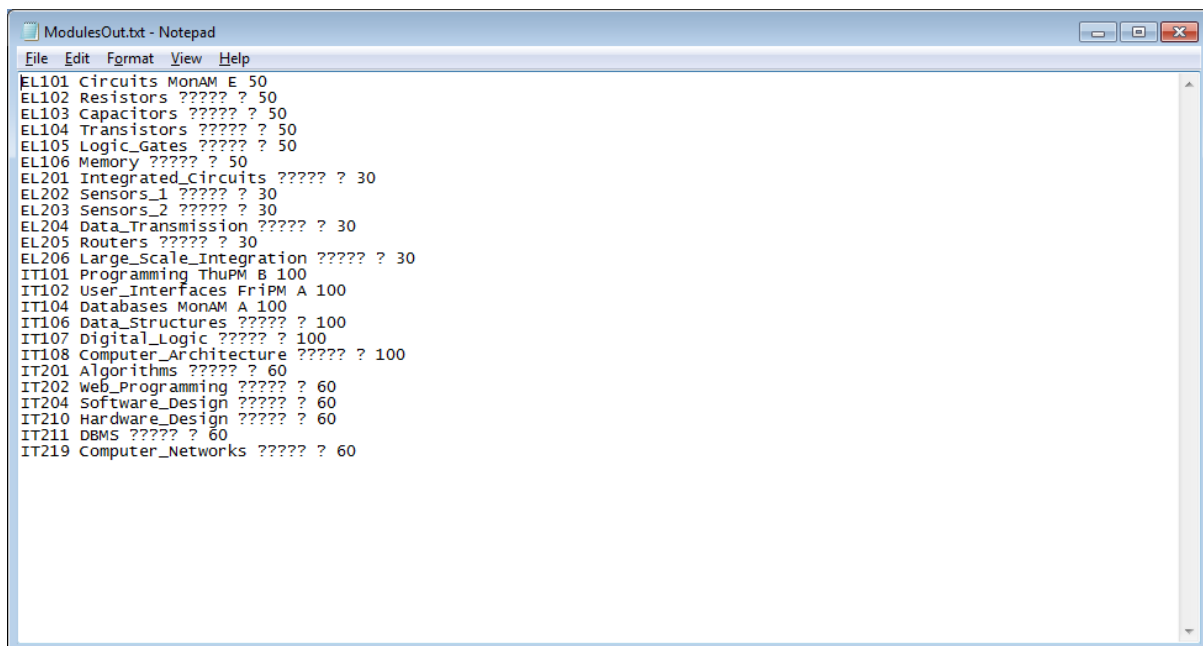 ModulesOut.txt - Notepad
File Edit Format View Help
EL101 Circuits MonAM E 50
EL102 Resistors ????? ? 50
EL103 Capacitors ????? ? 50
EL104 Transistors ????? ? 50
EL105 Logic_Gates ????? ? 50
EL106 Memory ????? ? 50
EL201 Integrated_Circuits ????? ? 30
EL202 Sensors_1 ????? ? 30
EL203 Sensors_2 ????? ? 30
EL204 Data_Transmission ????? ? 30
EL205 Routers ????? ? 30
EL206 Large_Scale_Integration ????? ? 30
IT101 Programming ThuPM B 100
IT102 User_Interfaces FriPM A 100
IT104 Databases MonAM A 100
IT106 Data_Structures ????? ? 100
IT107 Digital_Logic ????? ? 100
IT108 Computer_Architecture ????? ? 100
IT201 Algorithms ????? ? 60
IT202 Web_Programming ????? ? 60
IT204 Software_Design ????? ? 60
IT210 Hardware_Design ????? ? 60
IT211 DBMS ????? ? 60
IT219 Computer_Networks ????? ? 60